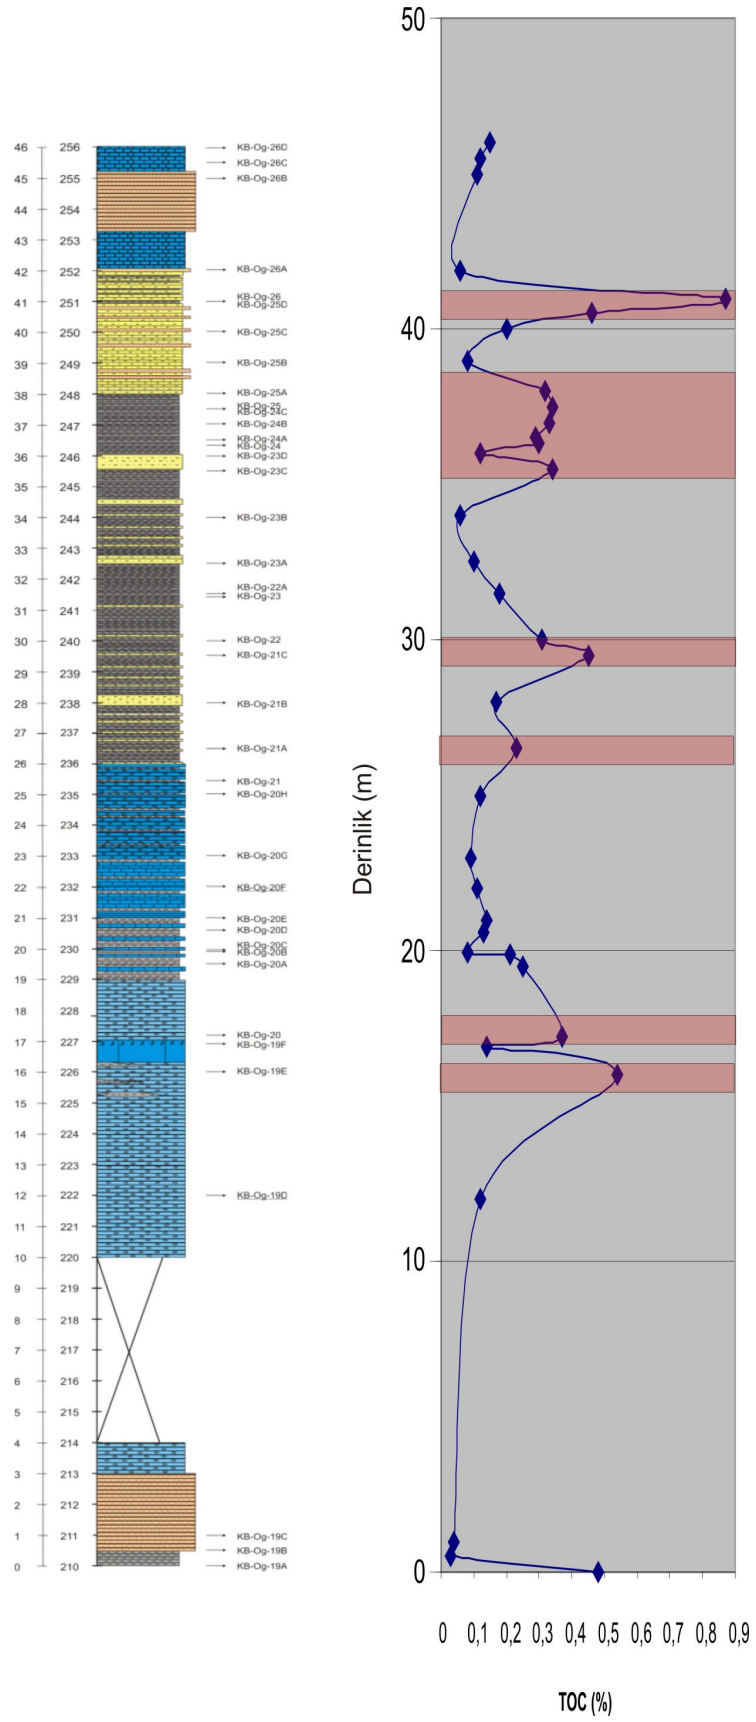 50
46 256 KB-Og-26D
KB-Og-26C
45 255 KB-Og-26B
44 254
43 253
42 252 KB-Og-26A
KB-Og-26
41 251 KB-Og-25D
40 250 KB-Og-25C
40
39 249 KB-Og-25B
38 248 KB-Og-25A
KB-Og-25
KB-Og-24C
37 247 KB-Og-24B
KB-Og-24A
KB-Og-24
36 246 KB-Og-23D
KB-Og-23C
35 245
34 244 KB-Og-23B
33 243
KB-Og-23A
32 242
KB-Og-22A
KB-Og-23
31 241
30 240 KB-Og-22
30
KB-Og-21C
29 239
28 238 KB-Og-21B
27 237
KB-Og-21A
26 236
KB-Og-21
25 235 KB-Og-20H
24 234
Derinlik (m)
23 233 KB-Og-20G
22 232 KB-Og-20F
21 231 KB-Og-20E
KB-Og-20D
KB-Og-20C
20 230 KB-Og-20B
20
KB-Og-20A
19 229
18 228
KB-Og-20
17 227 KB-Og-19F
16 226 KB-Og-19E
15 225
14 224
13 223
12 222 KB-Og-19D
11 221
10 220
10
9 219
8 218
7 217
6 216
5 215
4 214
3 213
2 212
1 211 KB-Og-19C
KB-Og-19B
0 210 KB-Og-19A
0
0 0,1 0,2 0,3 0,4 0,5 0,6 0,7 0,8 0,9
TOC (%)